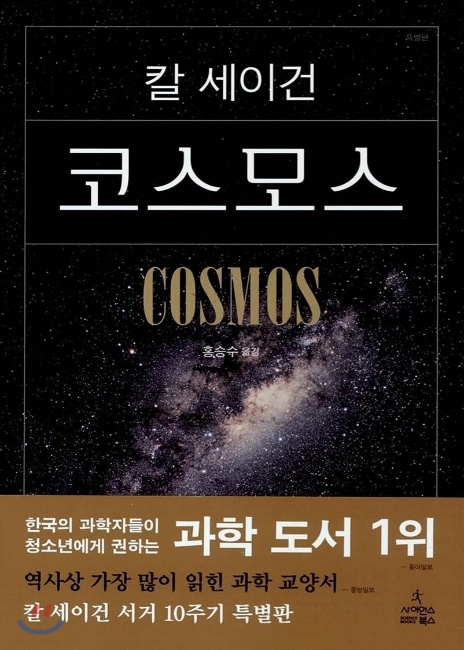 특별판
칼 세이건
코스모스
COSMOS
홍승수 옮김
한국의 과학자들이
청소년에게 권하는
과학 도서 1위
— 동아일보
역사상 가장 많이 읽힌 과학 교양서 — 중앙일보
칼 세이건 서거 10주기 특별판
사이언스
SCIENCE
BOOKS
북스